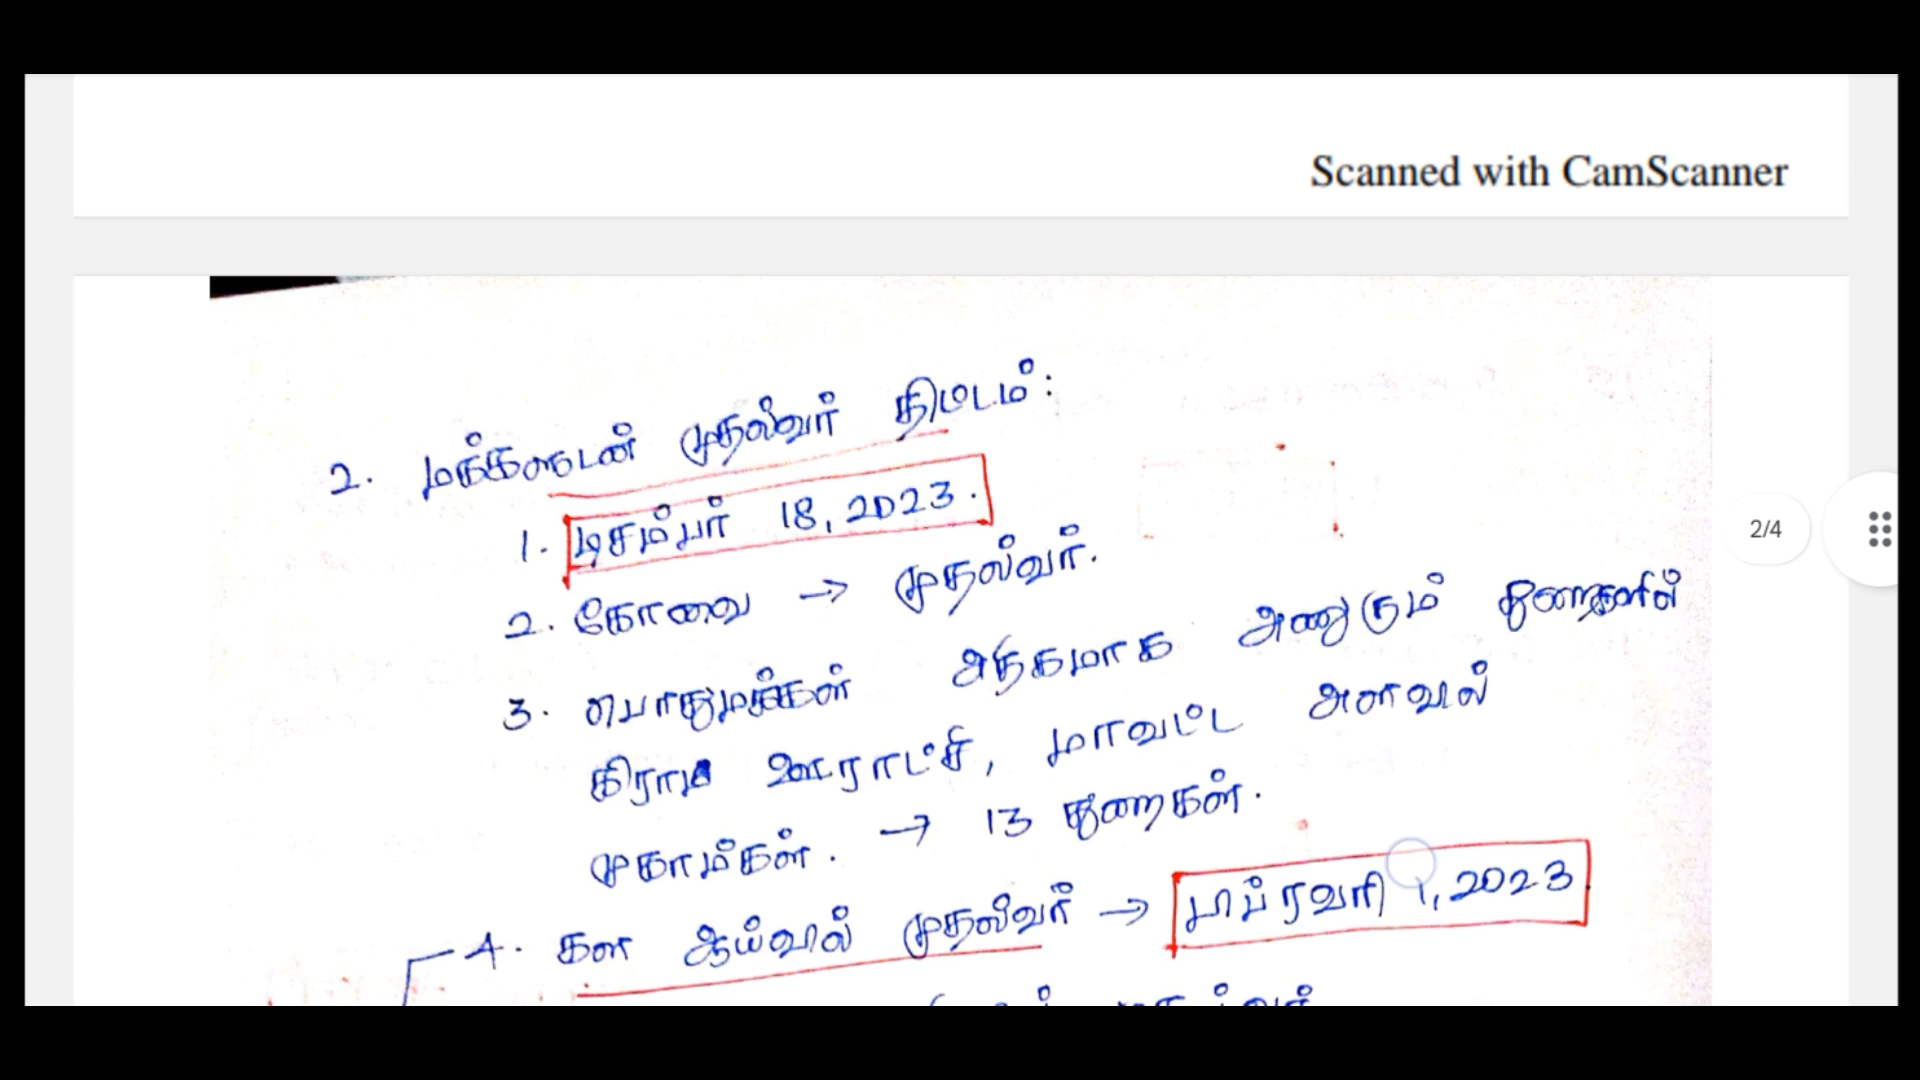 Scanned with CamScanner
2. மக்களுடன் முதல்வர் திட்டம்:
1. டிசம்பர் 18, 2023.
2. கோவை → முதல்வர்.
3. பொதுமக்கள் அதிகமாக அணுகும் துறைகளில்
கிராம ஊராட்சி, மாவட்ட அளவில்
முகாம்கள். → 13 துறைகள்.
4. கள ஆய்வில் முதல்வர் → பிப்ரவரி 1, 2023
2/4